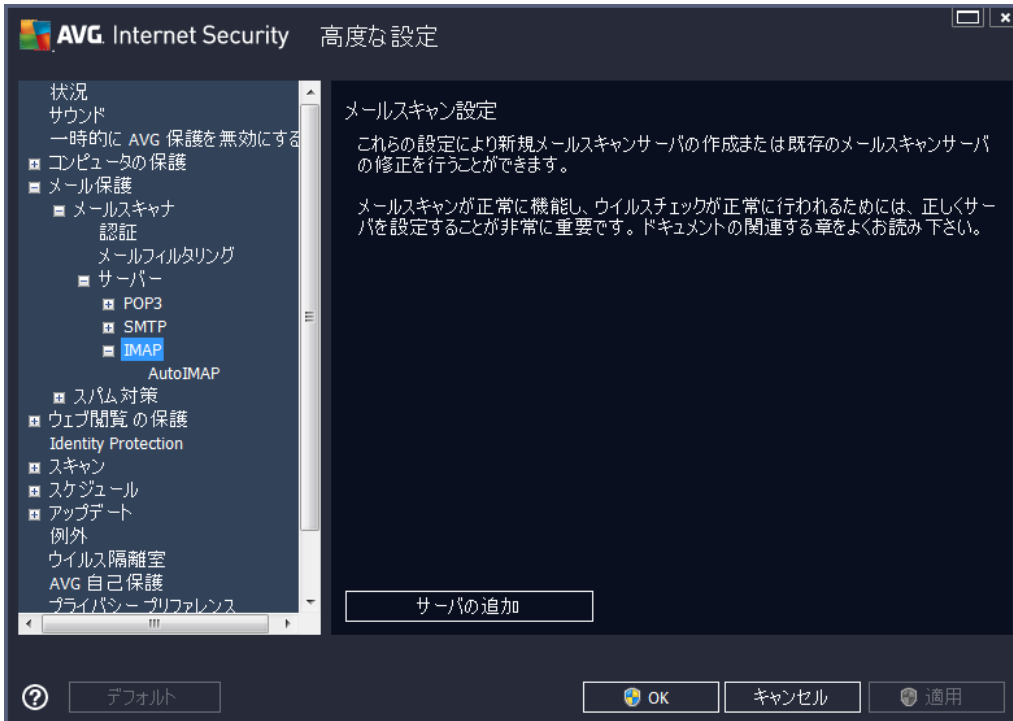 AVG. Internet Security 高度な設定
状況
サウンド
一時的に AVG 保護を無効にする
コンピュータの保護
メール保護
メールスキャナ
認証
メールフィルタリング
サーバー
POP3
SMTP
IMAP
AutoIMAP
スパム対策
ウェブ閲覧 の保護
Identity Protection
スキャン
スケジュール
アップデート
例外
ウイルス隔離室
AVG 自己保護
プライバシー プリファレンス
メールスキャン設定
これらの設定により新規メールスキャンサーバの作成または既存のメールスキャンサーバ
の修正を行うことができます。
メールスキャンが正常に機能し、ウイルスチェックが正常に行われるためには、正しくサー
バを設定することが非常に重要です。ドキュメントの関連する章をよくお読み下さい。
サーバの追加
デフォルト
OK
キャンセル
適用